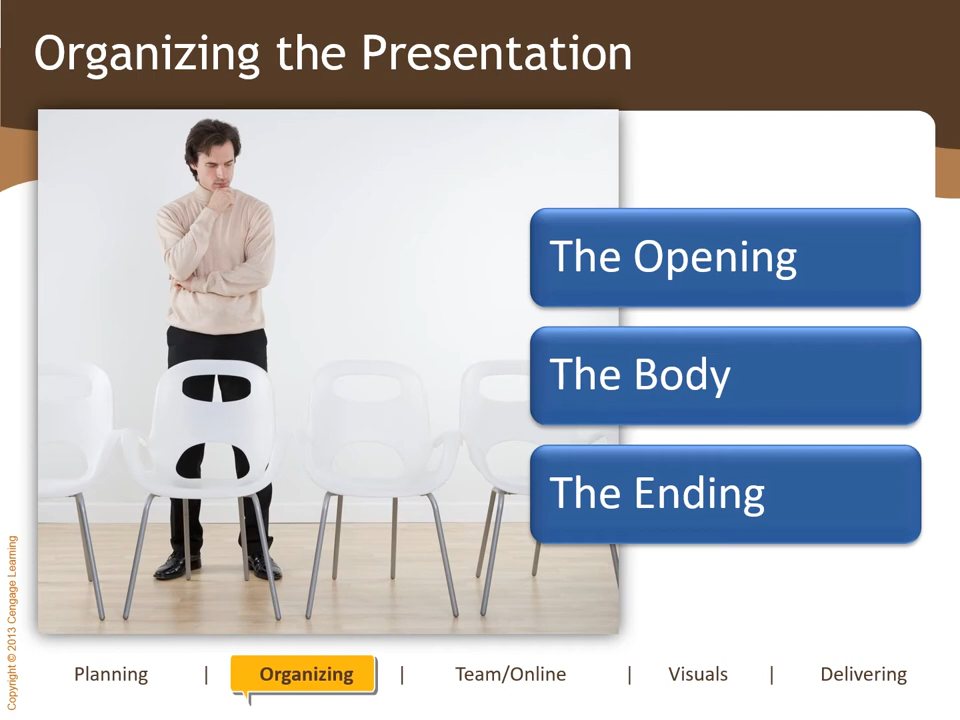 Organizing the Presentation
The Opening
The Body
The Ending
Copyright © 2013 Cengage Learning
Planning | Organizing | Team/Online | Visuals | Delivering